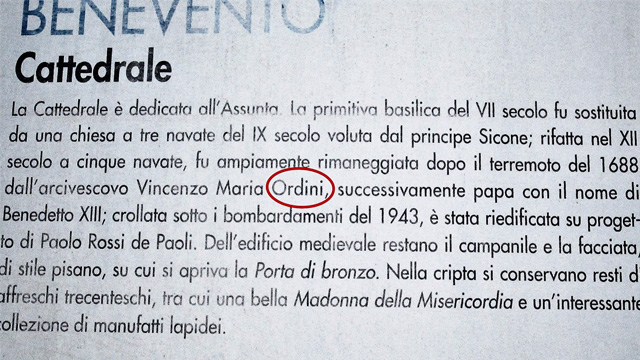 BENEVENTO
Cattedrale
La Cattedrale è dedicata all'Assunta. La primitiva basilica del VII secolo fu sostituita
da una chiesa a tre navate del IX secolo voluta dal principe Sicone; rifatta nel XII
secolo a cinque navate, fu ampiamente rimaneggiata dopo il terremoto del 1688
dall'arcivescovo Vincenzo Maria Ordini, successivamente papa con il nome di
Benedetto XIII; crollata sotto i bombardamenti del 1943, è stata riedificata su proget-
to di Paolo Rossi de Paoli. Dell'edificio medievale restano il campanile e la facciata,
di stile pisano, su cui si apriva la Porta di bronzo. Nella cripta si conservano resti d
affreschi trecenteschi, tra cui una bella Madonna della Misericordia e un'interessante
collezione di manufatti lapidei.